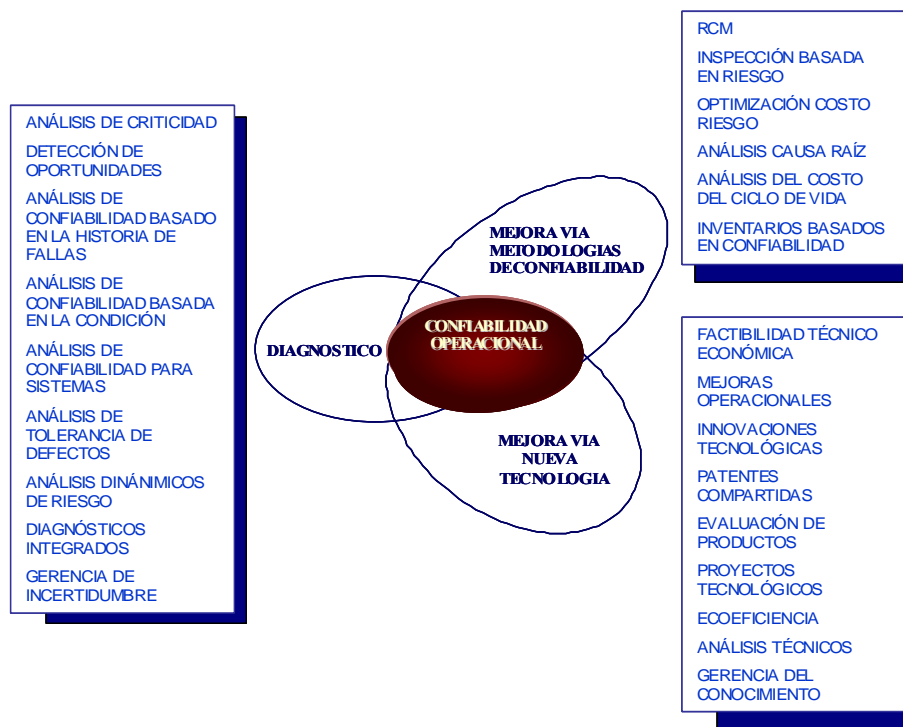 ANÁLISIS DE CRITICIDAD
DETECCIÓN DE
OPORTUNIDADES
ANÁLISIS DE
CONFIABILIDAD BASADO
EN LA HISTORIA DE
FALLAS
ANÁLISIS DE
CONFIABILIDAD BASADA
EN LA CONDICIÓN
ANÁLISIS DE
CONFIABILIDAD PARA
SISTEMAS
ANÁLISIS DE
TOLERANCIA DE
DEFECTOS
ANÁLISIS DINÁNIMICOS
DE RIESGO
DIAGNÓSTICOS
INTEGRADOS
GERENCIA DE
INCERTIDUMBRE
DIAGNOSTICO
MEJORA VIA
METODOLOGIAS
DE CONFIABILIDAD
CONFIABILIDAD
OPERACIONAL
MEJORA VIA
NUEVA
TECNOLOGIA
RCM
INSPECCIÓN BASADA
EN RIESGO
OPTIMIZACIÓN COSTO
RIESGO
ANÁLISIS CAUSA RAÍZ
ANÁLISIS DEL COSTO
DEL CICLO DE VIDA
INVENTARIOS BASADOS
EN CONFIABILIDAD
FACTIBILIDAD TÉCNICO
ECONÓMICA
MEJORAS
OPERACIONALES
INNOVACIONES
TECNOLÓGICAS
PATENTES
COMPARTIDAS
EVALUACIÓN DE
PRODUCTOS
PROYECTOS
TECNOLÓGICOS
ECOEFICIENCIA
ANÁLISIS TÉCNICOS
GERENCIA DEL
CONOCIMIENTO